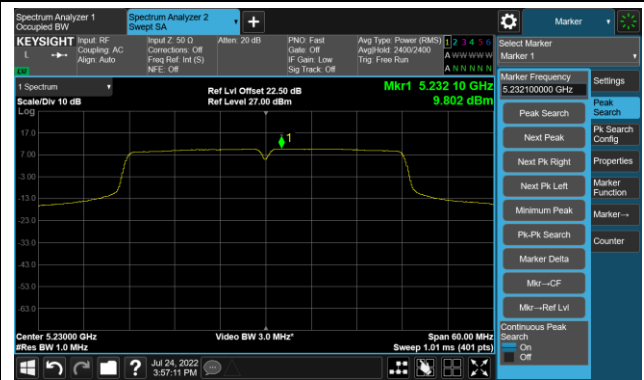 Spectrum Analyzer 1
Occupied BW
Spectrum Analyzer 2
Swept SA
Marker
KEYSIGHT
L
LXI
Input: RF
Coupling: AC
Align: Auto
Input Z: 50 Ω
Corrections: Off
Freq Ref: Int (S)
NFE: Off
Atten: 20 dB
PNO: Fast
Gate: Off
IF Gain: Low
Sig Track: Off
Avg Type: Power (RMS)
Avg|Hold: 2400/2400
Trig: Free Run
1 2 3 4 5 6
A W W W W W
A N N N N N
Select Marker
Marker 1
1 Spectrum
Scale/Div 10 dB
Log
Ref Lvl Offset 22.50 dB
Ref Level 27.00 dBm
Mkr1 5.232 10 GHz
9.802 dBm
17.0
7.00
-3.00
-13.0
-23.0
-33.0
-43.0
-53.0
-63.0
1
Center 5.23000 GHz
#Res BW 1.0 MHz
Video BW 3.0 MHz*
Span 60.00 MHz
Sweep 1.01 ms (401 pts)
Marker Frequency
5.232100000 GHz
Peak Search
Next Peak
Next Pk Right
Next Pk Left
Minimum Peak
Pk-Pk Search
Marker Delta
Mkr→CF
Mkr→Ref Lvl
Continuous Peak
Search
On
Off
Settings
Peak
Search
Pk Search
Config
Properties
Marker
Function
Marker→
Counter
?
Jul 24, 2022
3:57:11 PM